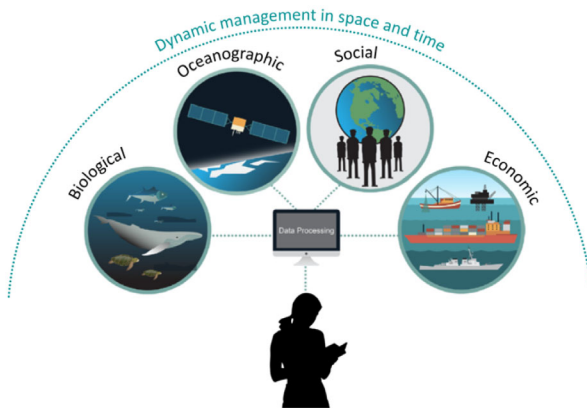 Dynamic management in space and time
Oceanographic
Social
Biological
Economic
Data Processing